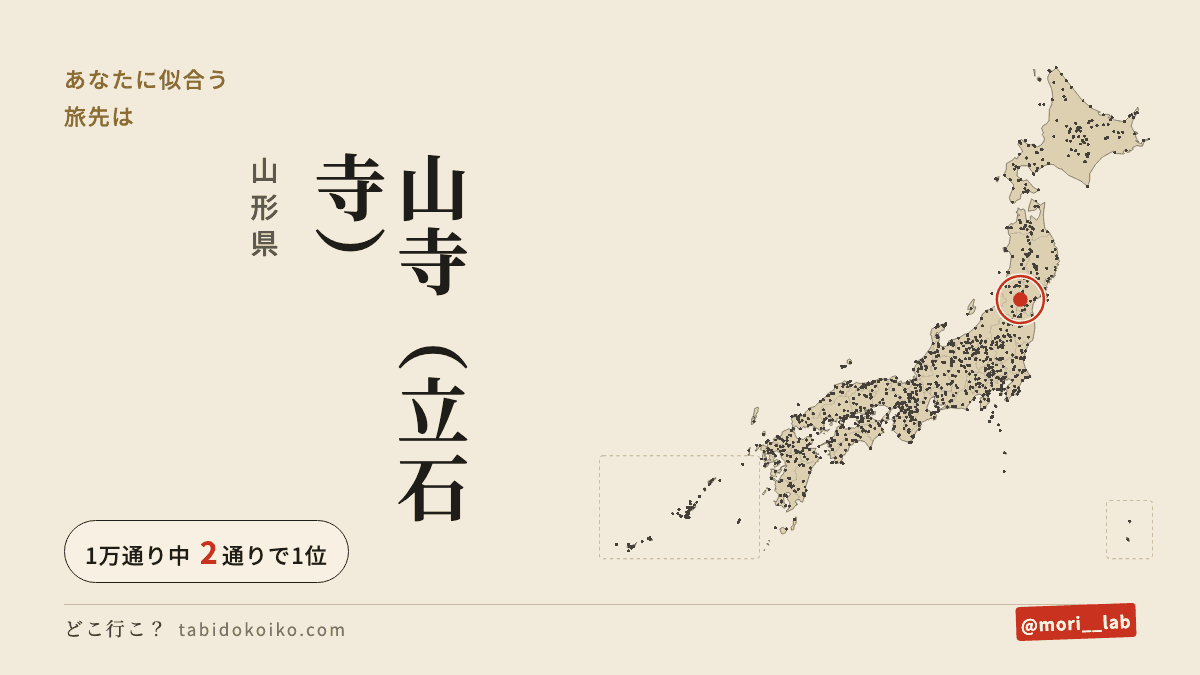 あなたに似合う
旅先は
山寺（立石
寺）
山形県
1万通り中 2通りで1位
どこ行こ？ tabidokoiko.com
@mori__lab